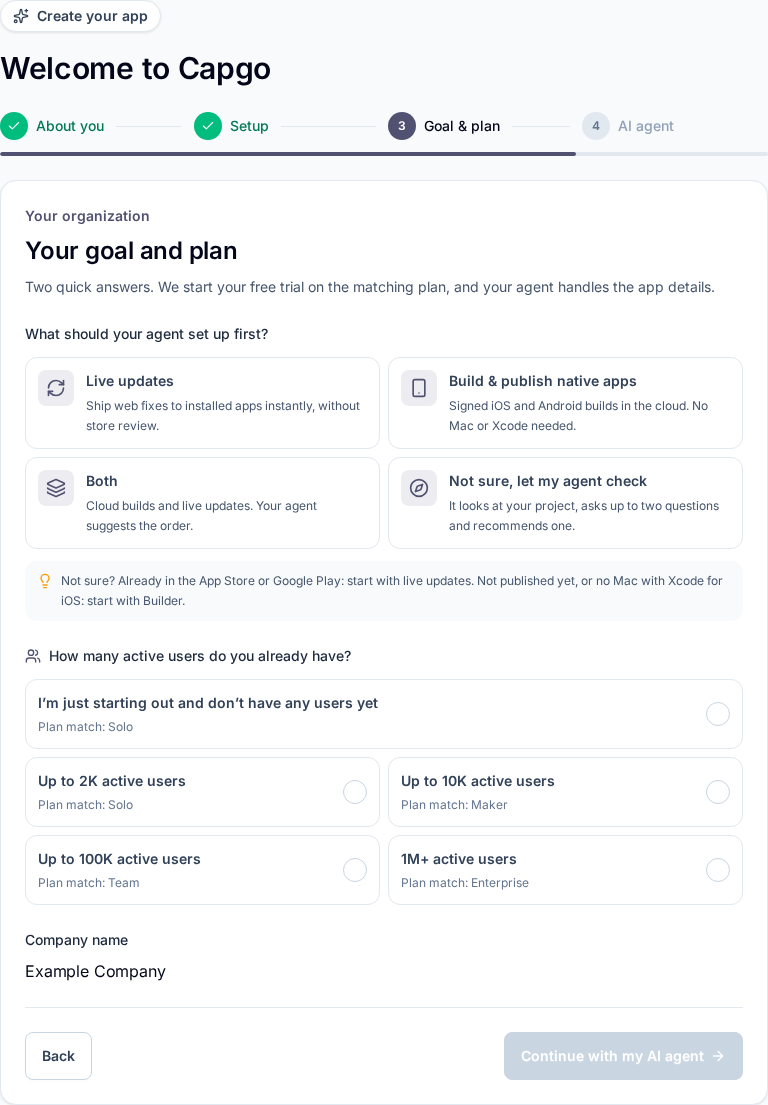 Create your app
Welcome to Capgo
About you
Setup
3
Goal & plan
4
AI agent
Your organization
Your goal and plan
Two quick answers. We start your free trial on the matching plan, and your agent handles the app details.
What should your agent set up first?
Live updates
Ship web fixes to installed apps instantly, without
store review.
Build & publish native apps
Signed iOS and Android builds in the cloud. No
Mac or Xcode needed.
Both
Cloud builds and live updates. Your agent
suggests the order.
Not sure, let my agent check
It looks at your project, asks up to two questions
and recommends one.
Not sure? Already in the App Store or Google Play: start with live updates. Not published yet, or no Mac with Xcode for
iOS: start with Builder.
How many active users do you already have?
I’m just starting out and don’t have any users yet
Plan match: Solo
Up to 2K active users
Plan match: Solo
Up to 10K active users
Plan match: Maker
Up to 100K active users
Plan match: Team
1M+ active users
Plan match: Enterprise
Company name
Example Company
Back
Continue with my AI agent →